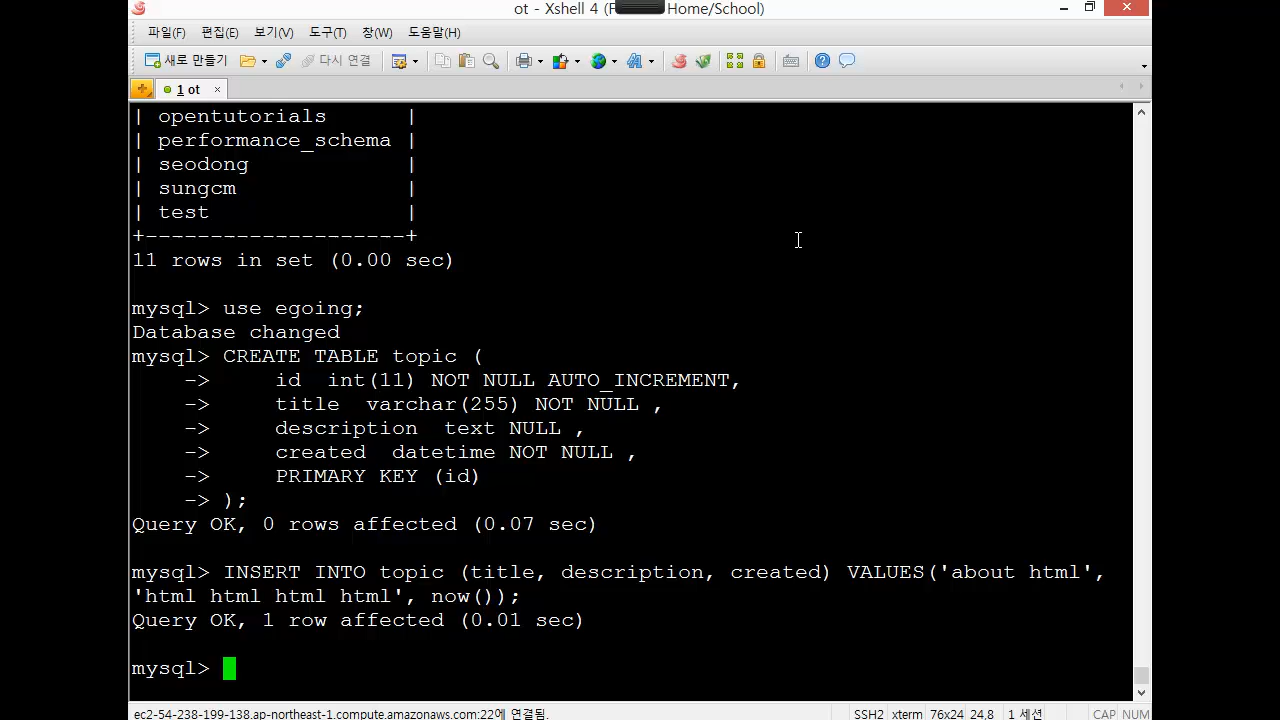 ot - Xshell 4 (F Home/School)
파일(F) 편집(E) 보기(V) 도구(T) 창(W) 도움말(H)
새로 만들기 다시 연결
1 ot
| opentutorials |
| performance_schema |
| seodong |
| sungcm |
| test |
+--------------------+
11 rows in set (0.00 sec)
mysql> use egoing;
Database changed
mysql> CREATE TABLE topic (
-> id int(11) NOT NULL AUTO_INCREMENT,
-> title varchar(255) NOT NULL ,
-> description text NULL ,
-> created datetime NOT NULL ,
-> PRIMARY KEY (id)
-> );
Query OK, 0 rows affected (0.07 sec)
mysql> INSERT INTO topic (title, description, created) VALUES('about html',
'html html html html', now());
Query OK, 1 row affected (0.01 sec)
mysql>
ec2-54-238-199-138.ap-northeast-1.compute.amazonaws.com:22에 연결됨. SSH2 xterm 76x24 24,8 1 세션 CAP NUM